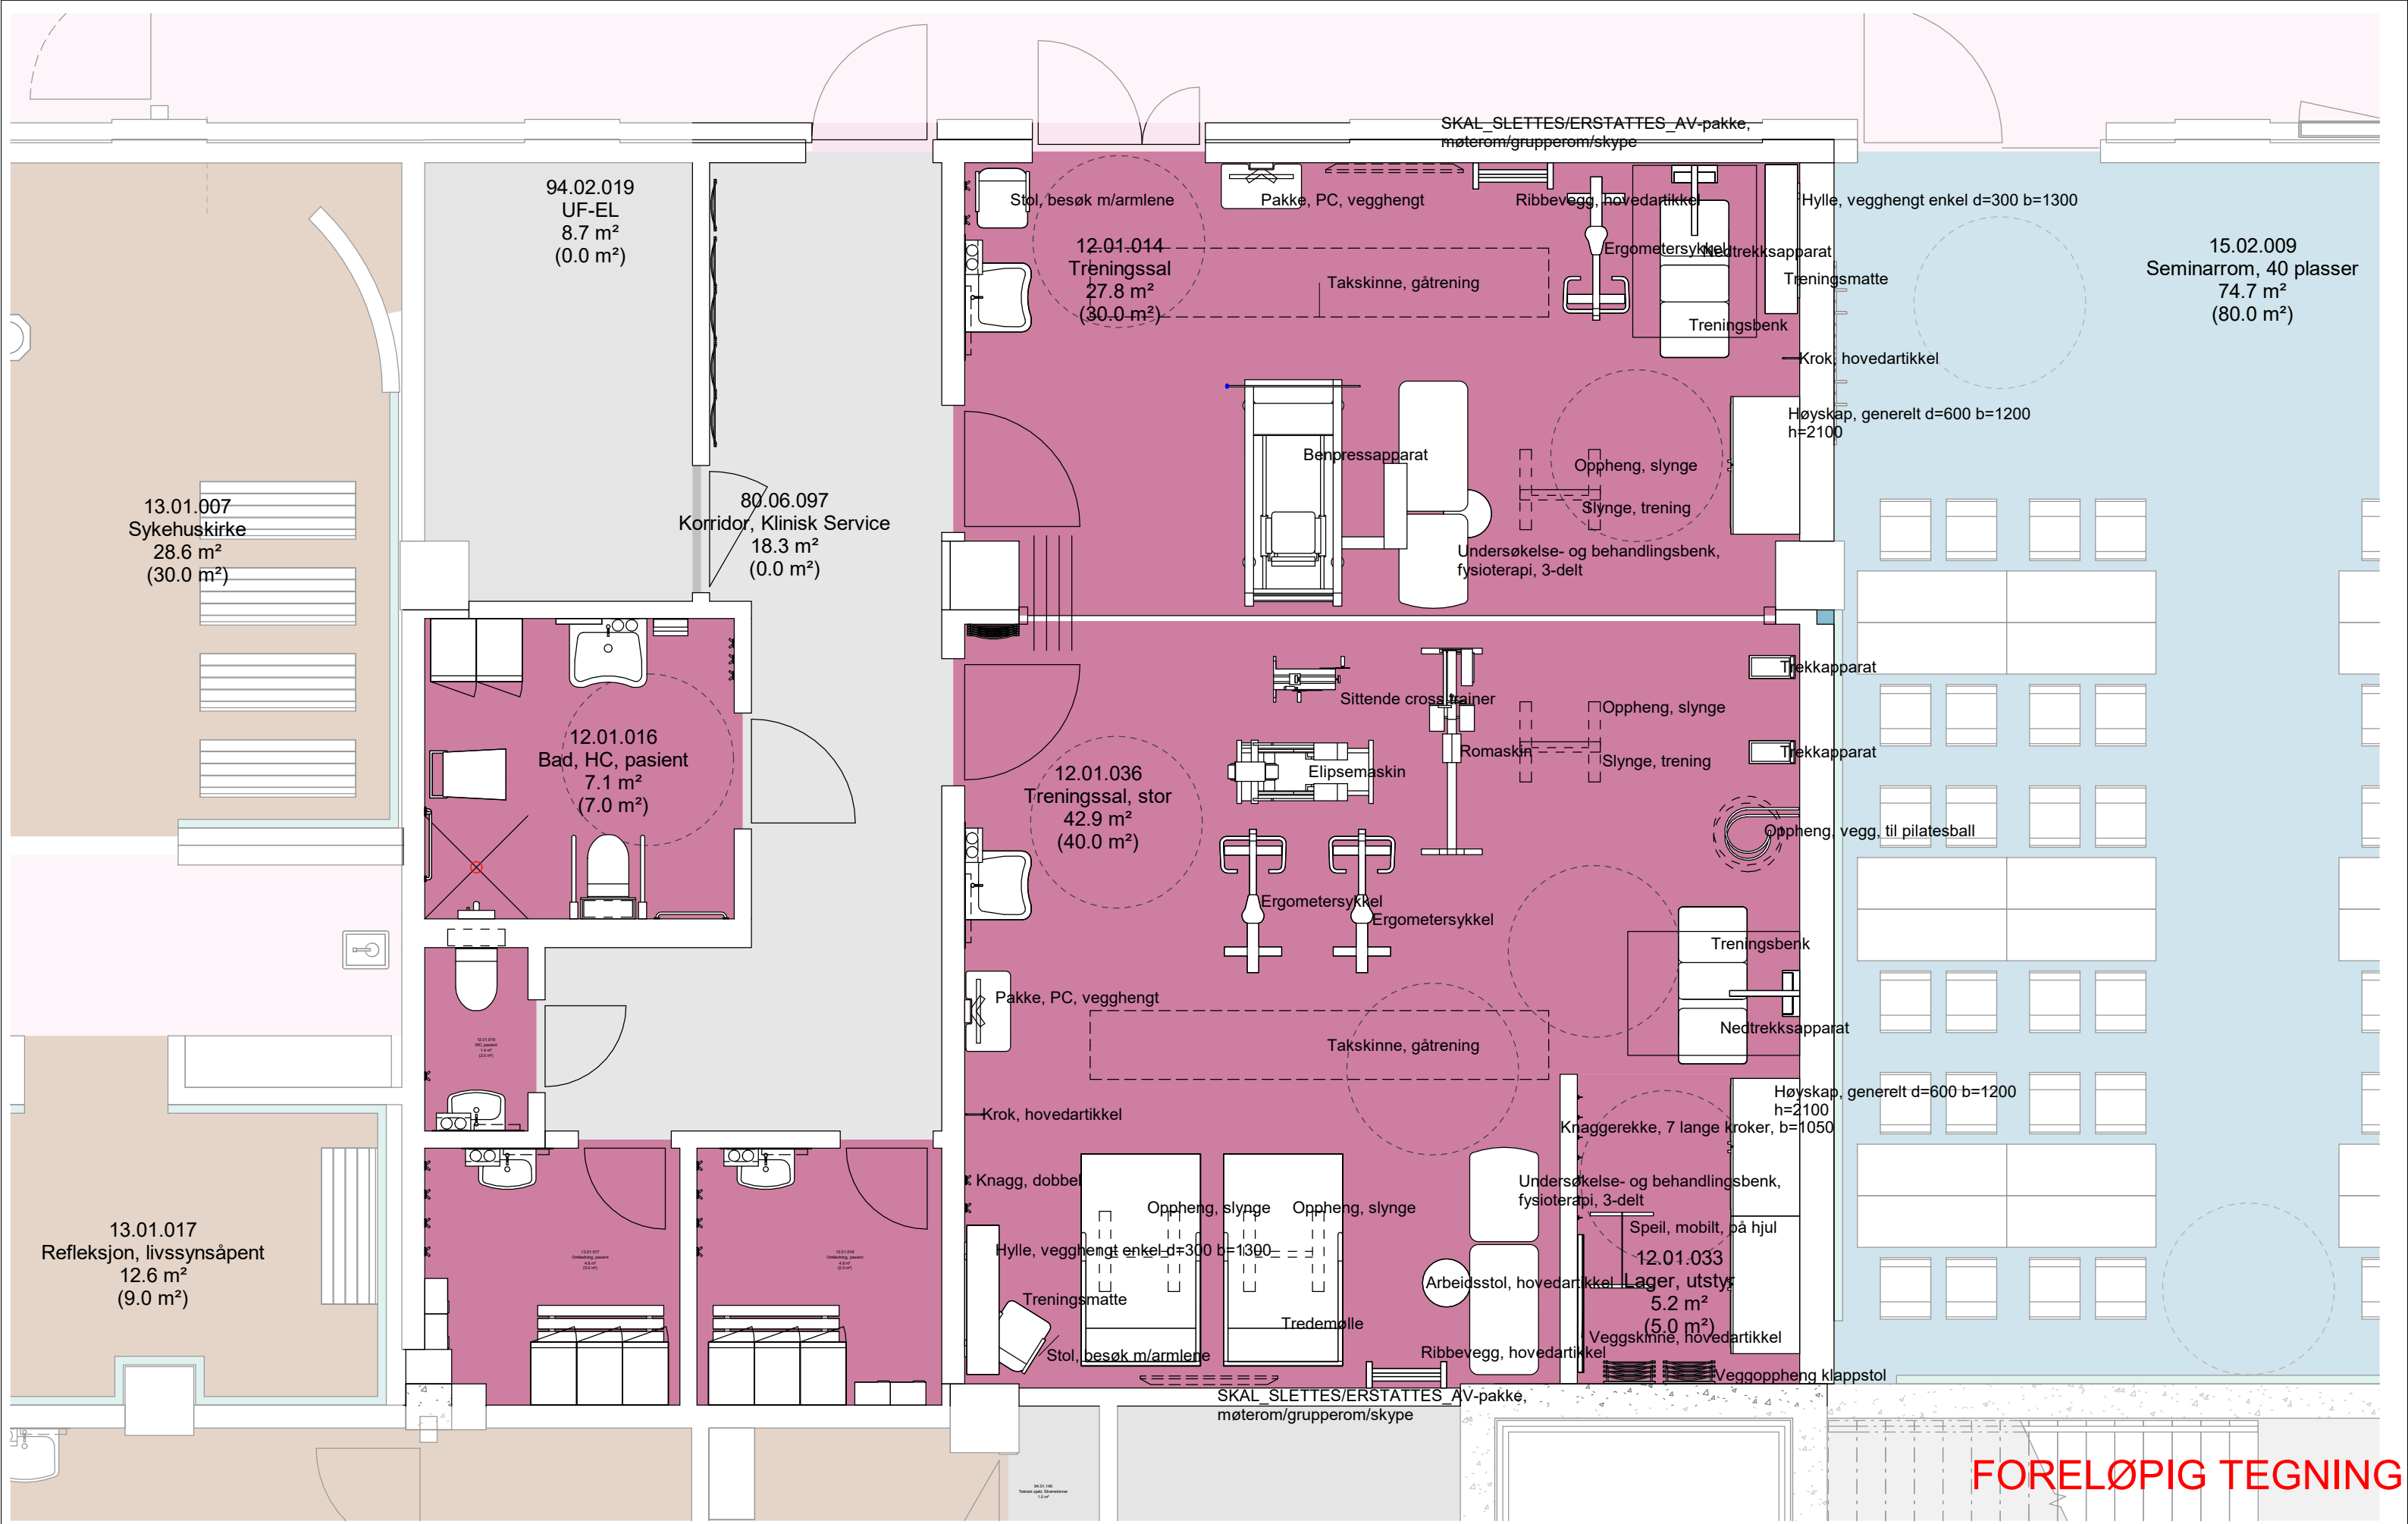 SKAL_SLETTES/ERSTATTES_AV-pakke,
møterom/grupperom/skype
94.02.019
UF-EL
8.7 m²
(0.0 m²)
Stol, besøk m/armlene
Pakke, PC, vegghengt
Ribbevegg, hovedartikkel
Hylle, vegghengt enkel d=300 b=1300
12.01.014
Treningssal
27.8 m²
(30.0 m²)
Takskinne, gåtrening
Ergometersykkel
Nedtrekksapparat
Treningsmatte
Treningsbenk
Krok, hovedartikkel
15.02.009
Seminarrom, 40 plasser
74.7 m²
(80.0 m²)
Høyskap, generelt d=600 b=1200
h=2100
Benpressapparat
Oppheng, slynge
Slynge, trening
Undersøkelse- og behandlingsbenk,
fysioterapi, 3-delt
13.01.007
Sykehuskirke
28.6 m²
(30.0 m²)
80.06.097
Korridor, Klinisk Service
18.3 m²
(0.0 m²)
12.01.016
Bad, HC, pasient
7.1 m²
(7.0 m²)
12.01.036
Treningssal, stor
42.9 m²
(40.0 m²)
Sittende cross trainer
Romaskin
Elipsemaskin
Oppheng, slynge
Slynge, trening
Trekkapparat
Trekkapparat
Oppheng, vegg, til pilatesball
Ergometersykkel
Ergometersykkel
Treningsbenk
Nedtrekksapparat
Pakke, PC, vegghengt
Takskinne, gåtrening
Krok, hovedartikkel
Høyskap, generelt d=600 b=1200
h=2100
Knaggerekke, 7 lange kroker, b=1050
Knagg, dobbel
Oppheng, slynge
Oppheng, slynge
Undersøkelse- og behandlingsbenk,
fysioterapi, 3-delt
Speil, mobilt, på hjul
Hylle, vegghengt enkel d=300 b=1300
12.01.033
Lager, utstyr
5.2 m²
(5.0 m²)
Arbeidsstol, hovedartikkel
Treningsmatte
Tredemølle
Veggskinne, hovedartikkel
Stol, besøk m/armlene
Ribbevegg, hovedartikkel
Veggoppheng klappstol
SKAL_SLETTES/ERSTATTES_AV-pakke,
møterom/grupperom/skype
13.01.017
Refleksjon, livssynsåpent
12.6 m²
(9.0 m²)
FORELØPIG TEGNING